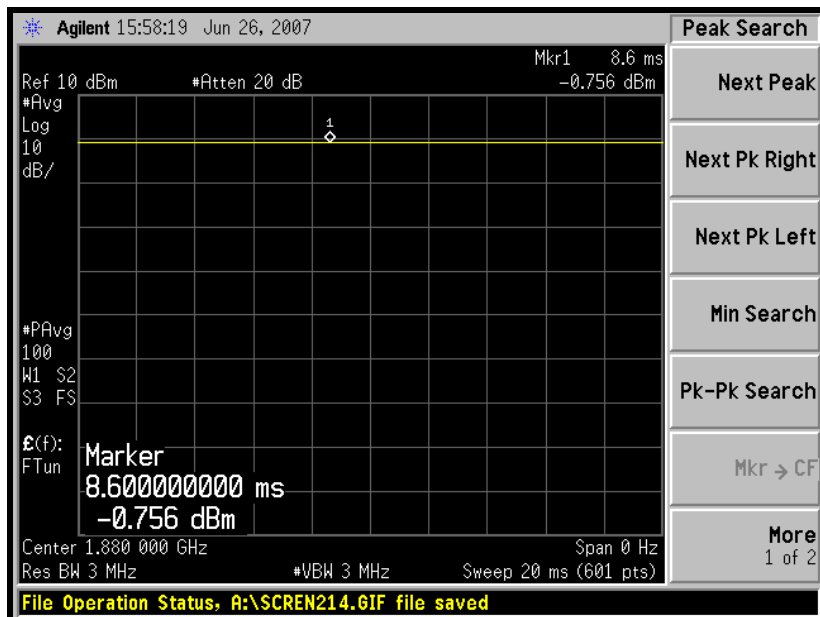 Agilent 15:58:19 Jun 26, 2007
Peak Search
Mkr1 8.6 ms
Ref 10 dBm #Atten 20 dB -0.756 dBm
#Avg
Log
10
dB/
1
#PAvg
100
W1 S2
S3 FS
£(f):
FTun
Marker
8.600000000 ms
-0.756 dBm
Center 1.880 000 GHz Span 0 Hz
Res BW 3 MHz #VBW 3 MHz Sweep 20 ms (601 pts)
File Operation Status, A:\SCREN214.GIF file saved
Next Peak
Next Pk Right
Next Pk Left
Min Search
Pk-Pk Search
Mkr → CF
More
1 of 2